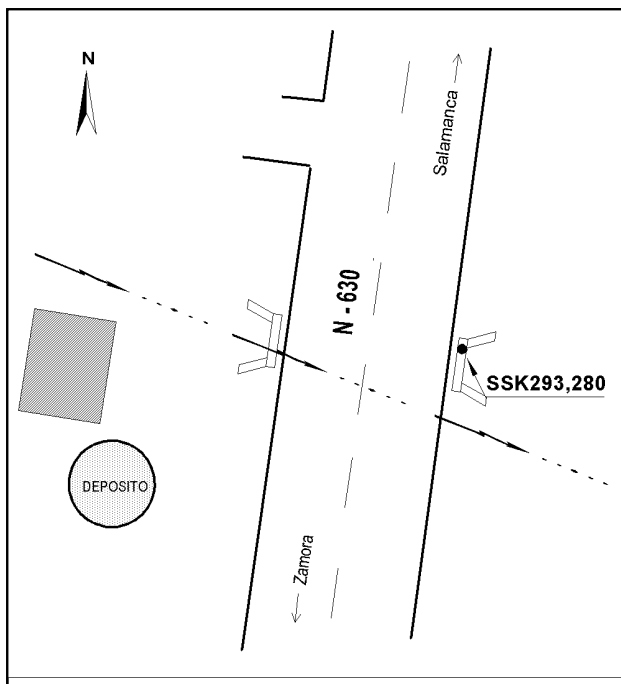 N
Salamanca
N - 630
SSK293,280
DEPOSITO
Zamora